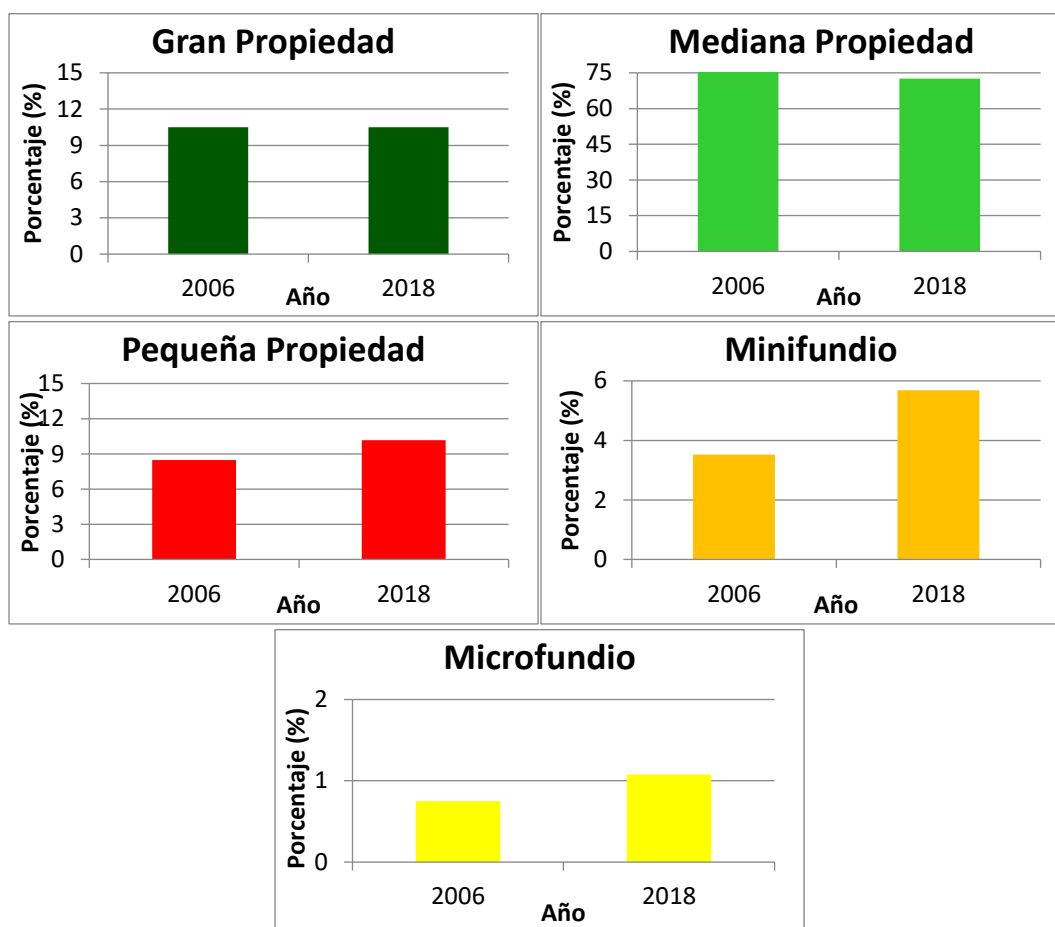 Gran Propiedad
Porcentaje (%)
15
12
9
6
3
0
2006
2018
Año
Mediana Propiedad
Porcentaje (%)
75
60
45
30
15
0
2006
2018
Año
Pequeña Propiedad
Porcentaje (%)
15
12
9
6
3
0
2006
2018
Año
Minifundio
Porcentaje (%)
6
4
2
0
2006
2018
Año
Microfundio
Porcentaje (%)
2
1
0
2006
2018
Año